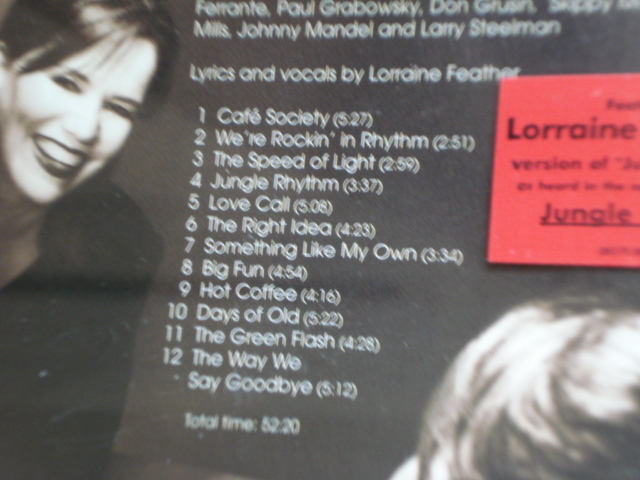 Ferrante, Paul Grabowsky, Don Grusin, Skippy
Mills, Johnny Mandel and Larry Steelman
Lyrics and vocals by Lorraine Feather
1 Café Society (5:27)
2 We're Rockin' In Rhythm (2:51)
3 The Speed of Light (2:59)
4 Jungle Rhythm (3:37)
5 Love Call (5:08)
6 The Right Idea (4:23)
7 Something Like My Own (3:34)
8 Big Fun (4:54)
9 Hot Coffee (4:16)
10 Days of Old (5:22)
11 The Green Flash (4:28)
12 The Way We
Say Goodbye (5:12)
Total time: 52:20
Lorraine
version of
as heard in the
Jungle